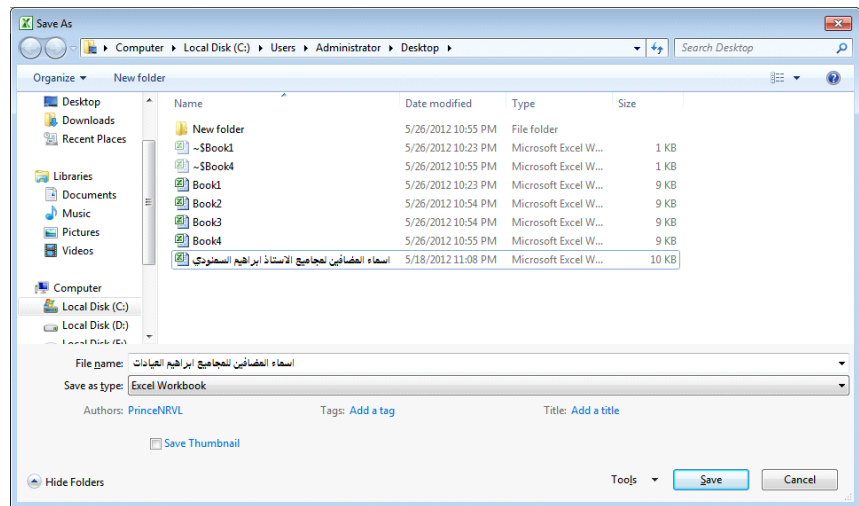 Save As
Computer Local Disk (C:) Users Administrator Desktop Search Desktop
Organize New folder
Desktop
Downloads
Recent Places
Libraries
Documents
Music
Pictures
Videos
Computer
Local Disk (C:)
Local Disk (D:)
Local Disk (E:)
Name Date modified Type Size
New folder 5/26/2012 10:55 PM File folder
~$Book1 5/26/2012 10:23 PM Microsoft Excel W... 1 KB
~$Book4 5/26/2012 10:55 PM Microsoft Excel W... 1 KB
Book1 5/26/2012 10:23 PM Microsoft Excel W... 9 KB
Book2 5/26/2012 10:54 PM Microsoft Excel W... 9 KB
Book3 5/26/2012 10:54 PM Microsoft Excel W... 9 KB
Book4 5/26/2012 10:55 PM Microsoft Excel W... 9 KB
اسماء المضافين لمجاميع الاستاذ ابراهيم السمنودي 5/18/2012 11:08 PM Microsoft Excel W... 10 KB
File name: اسماء المضافين للمجاميع ابراهيم العيادات
Save as type: Excel Workbook
Authors: PrinceNRVL Tags: Add a tag Title: Add a title
Save Thumbnail
Hide Folders Tools Save Cancel